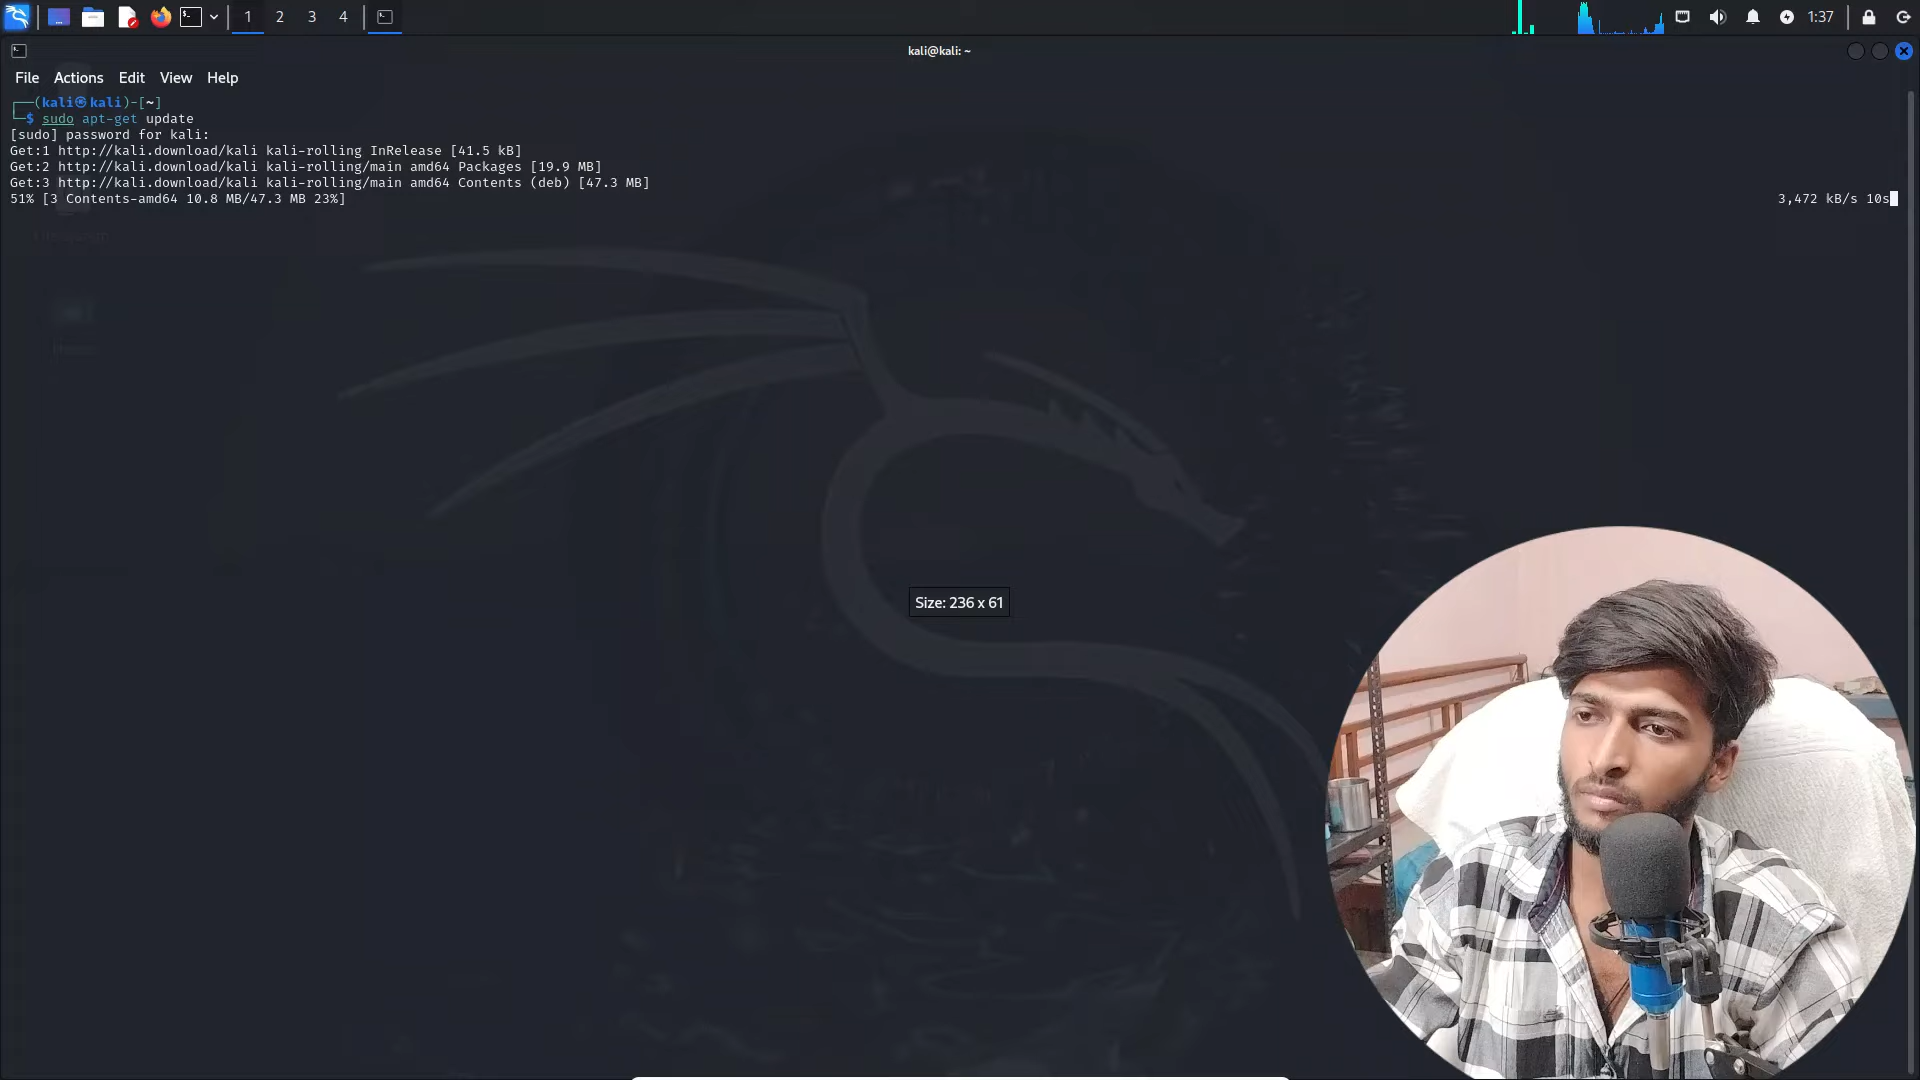 1 2 3 4
1:37
kali@kali: ~
File Actions Edit View Help
┌──(kali㉿kali)-[~]
└─$ sudo apt-get update
[sudo] password for kali:
Get:1 http://kali.download/kali kali-rolling InRelease [41.5 kB]
Get:2 http://kali.download/kali kali-rolling/main amd64 Packages [19.9 MB]
Get:3 http://kali.download/kali kali-rolling/main amd64 Contents (deb) [47.3 MB]
51% [3 Contents-amd64 10.8 MB/47.3 MB 23%] 3,472 kB/s 10s
Size: 236 x 61